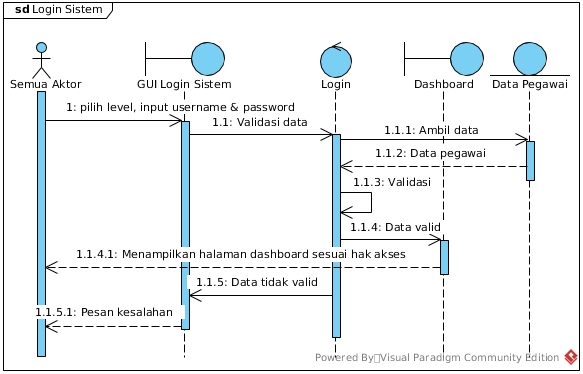 sd Login Sistem
Semua Aktor
GUI Login Sistem
Login
Dashboard
Data Pegawai
1: pilih level, input username & password
1.1: Validasi data
1.1.1: Ambil data
1.1.2: Data pegawai
1.1.3: Validasi
1.1.4: Data valid
1.1.4.1: Menampilkan halaman dashboard sesuai hak akses
1.1.5: Data tidak valid
1.1.5.1: Pesan kesalahan
Powered By Visual Paradigm Community Edition